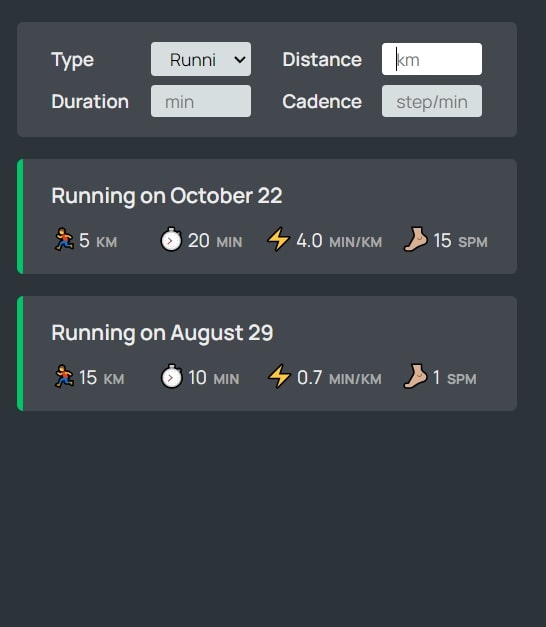 Type Runni Distance km
Duration min Cadence step/min
Running on October 22
5 KM 20 MIN 4.0 MIN/KM 15 SPM
Running on August 29
15 KM 10 MIN 0.7 MIN/KM 1 SPM